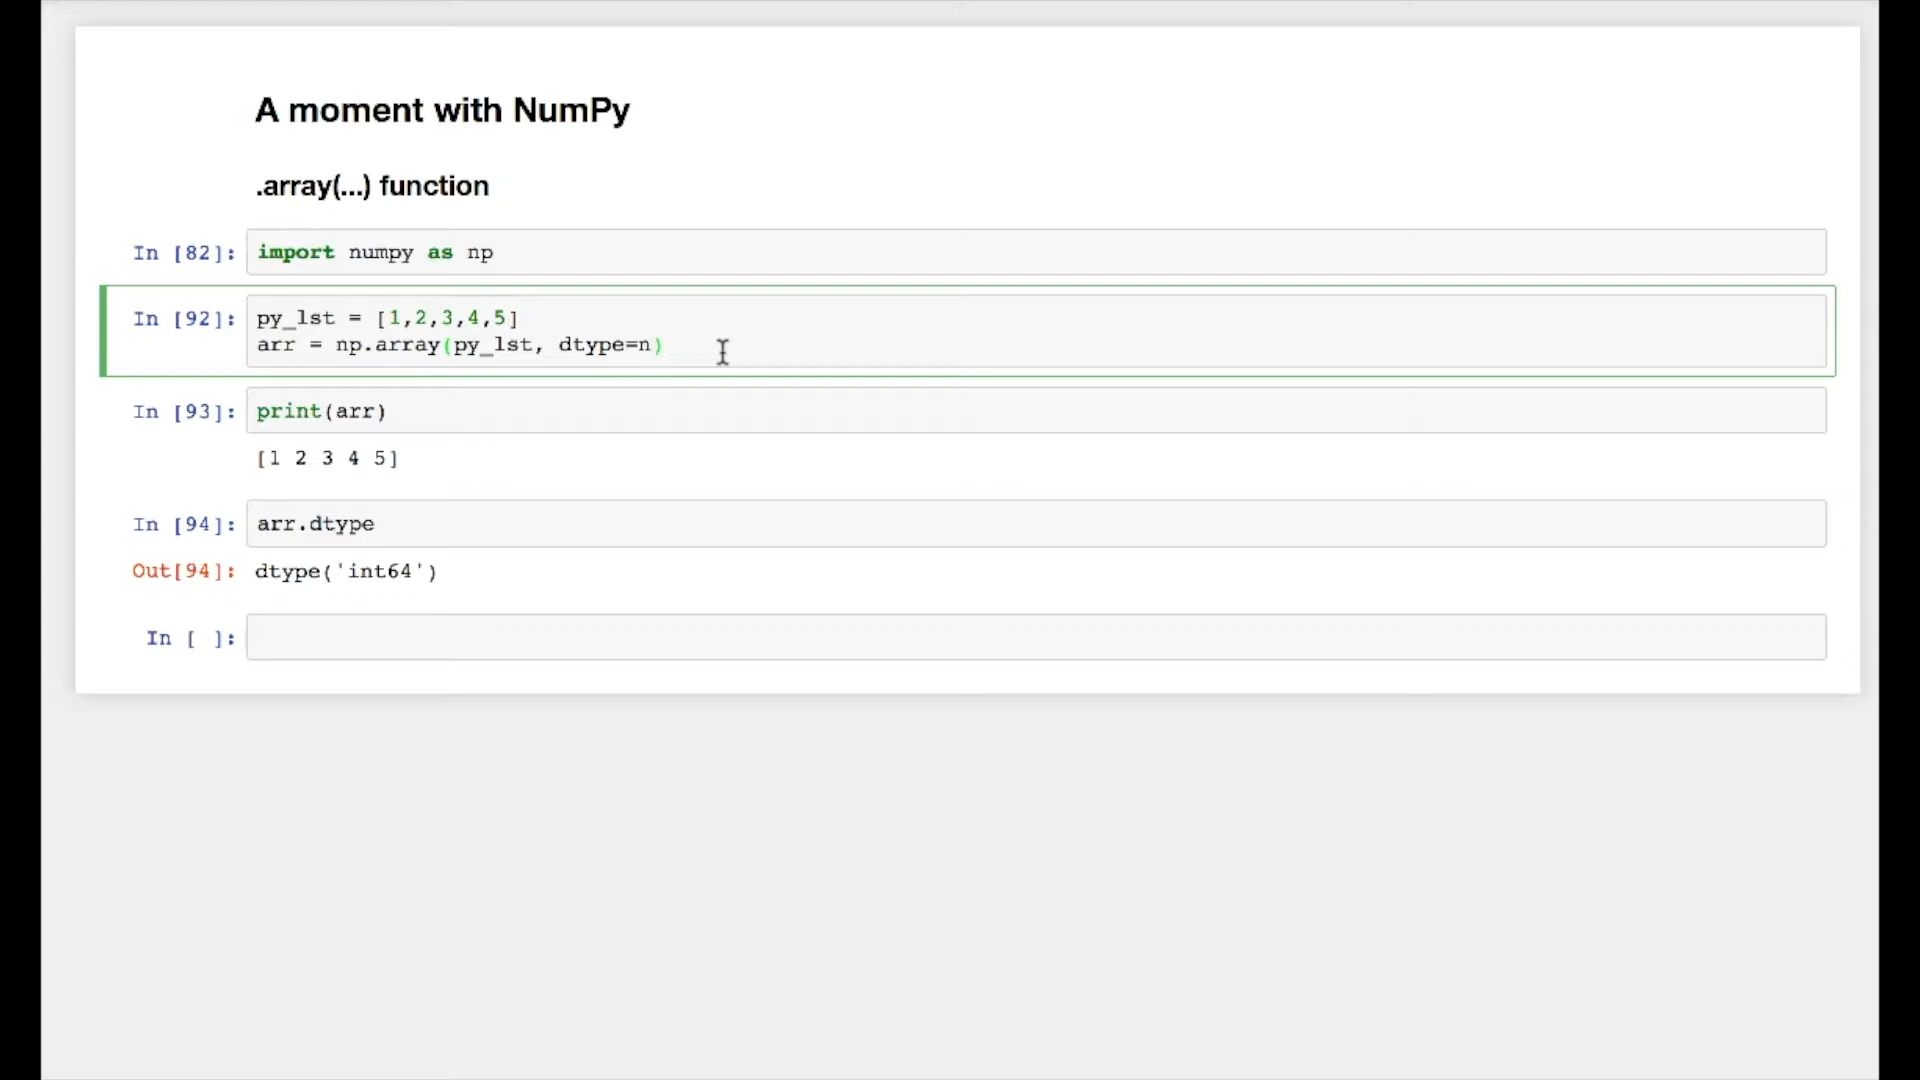 A moment with NumPy
.array(...) function
In [82]: import numpy as np
In [92]: py_lst = [1,2,3,4,5]
arr = np.array(py_lst, dtype=n)
In [93]: print(arr)
[1 2 3 4 5]
In [94]: arr.dtype
Out[94]: dtype('int64')
In [ ]: